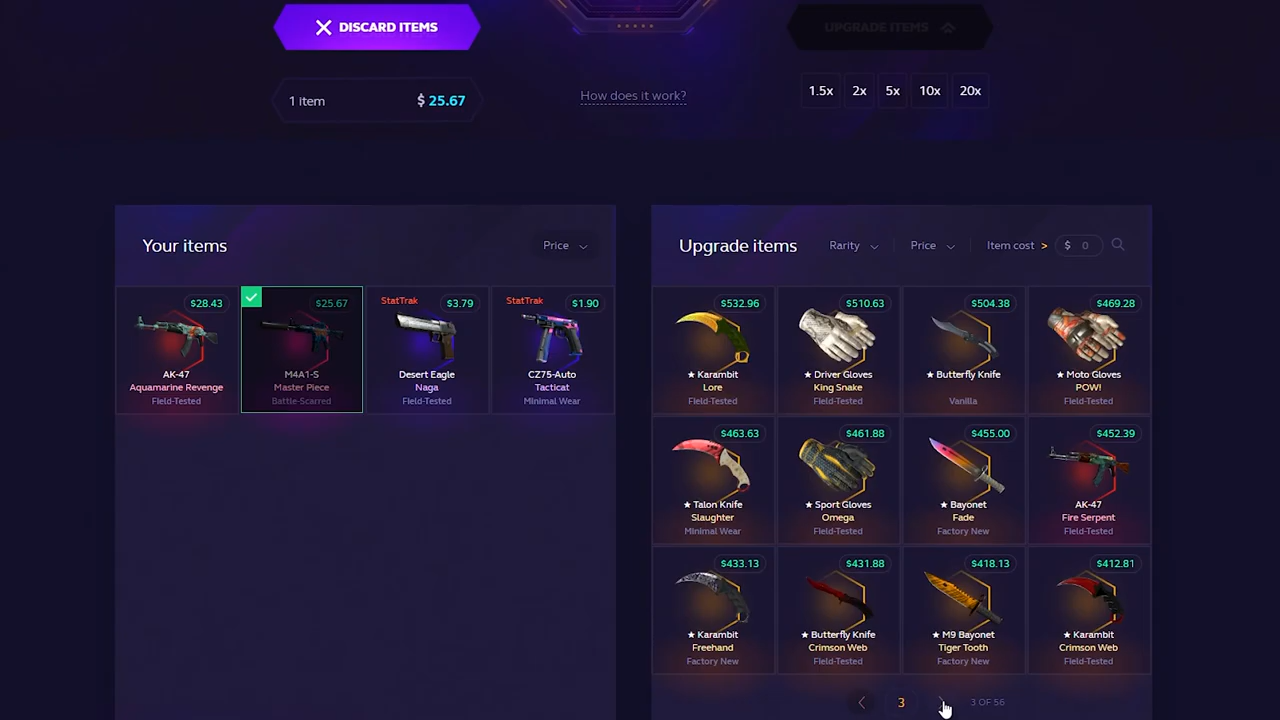 DISCARD ITEMS
UPGRADE ITEMS
1 item
$ 25.67
How does it work?
1.5x
2x
5x
10x
20x
Your items
Price
$28.43
AK-47
Aquamarine Revenge
Field-Tested
$25.67
M4A1-S
Master Piece
Battle-Scarred
StatTrak
$3.79
Desert Eagle
Naga
Field-Tested
StatTrak
$1.90
CZ75-Auto
Tacticat
Minimal Wear
Upgrade items
Rarity
Price
Item cost >
$ 0
$532.96
★ Karambit
Lore
Field-Tested
$510.63
★ Driver Gloves
King Snake
Field-Tested
$504.38
★ Butterfly Knife
Vanilla
$469.28
★ Moto Gloves
POW!
Field-Tested
$463.63
★ Talon Knife
Slaughter
Minimal Wear
$461.88
★ Sport Gloves
Omega
Field-Tested
$455.00
★ Bayonet
Fade
Factory New
$452.39
AK-47
Fire Serpent
Field-Tested
$433.13
★ Karambit
Freehand
Factory New
$431.88
★ Butterfly Knife
Crimson Web
Field-Tested
$418.13
★ M9 Bayonet
Tiger Tooth
Factory New
$412.81
★ Karambit
Crimson Web
Field-Tested
3
3 OF 56